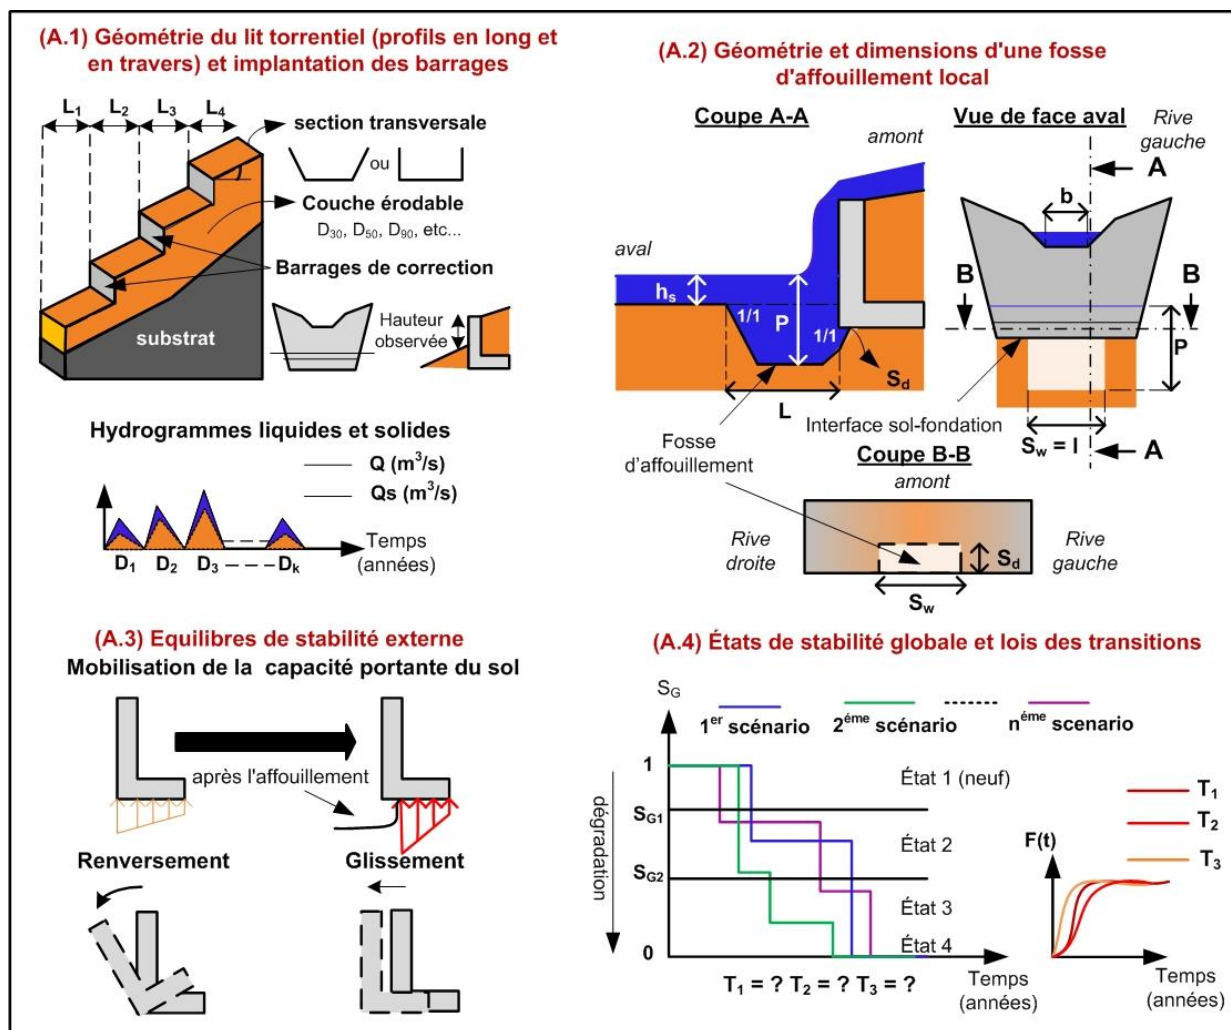 (A.1) Géométrie du lit torrentiel (profils en long et
en travers) et implantation des barrages
L1 L2 L3 L4
section transversale
ou
Couche érodable
D30, D50, D90, etc...
Barrages de correction
substrat
Hauteur
observée
Hydrogrammes liquides et solides
Q (m³/s)
Qs (m³/s)
Temps
(années)
D1 D2 D3 Dk
(A.2) Géométrie et dimensions d'une fosse
d'affouillement local
Coupe A-A
amont
aval
hs
P
1/1
1/1
Sd
L
Fosse
d'affouillement
Vue de face aval
Rive
gauche
A
b
B
B
P
Interface sol-fondation
Sw = l
A
Coupe B-B
amont
Rive
droite
Rive
gauche
Sd
Sw
(A.3) Equilibres de stabilité externe
Mobilisation de la capacité portante du sol
après l'affouillement
Renversement
Glissement
(A.4) États de stabilité globale et lois des transitions
SG
1er scénario
2éme scénario
néme scenario
dégradation
1
SG1
SG2
0
État 1 (neuf)
État 2
État 3
État 4
T1 = ? T2 = ? T3 = ?
Temps
(années)
F(t)
T1
T2
T3
Temps
(années)